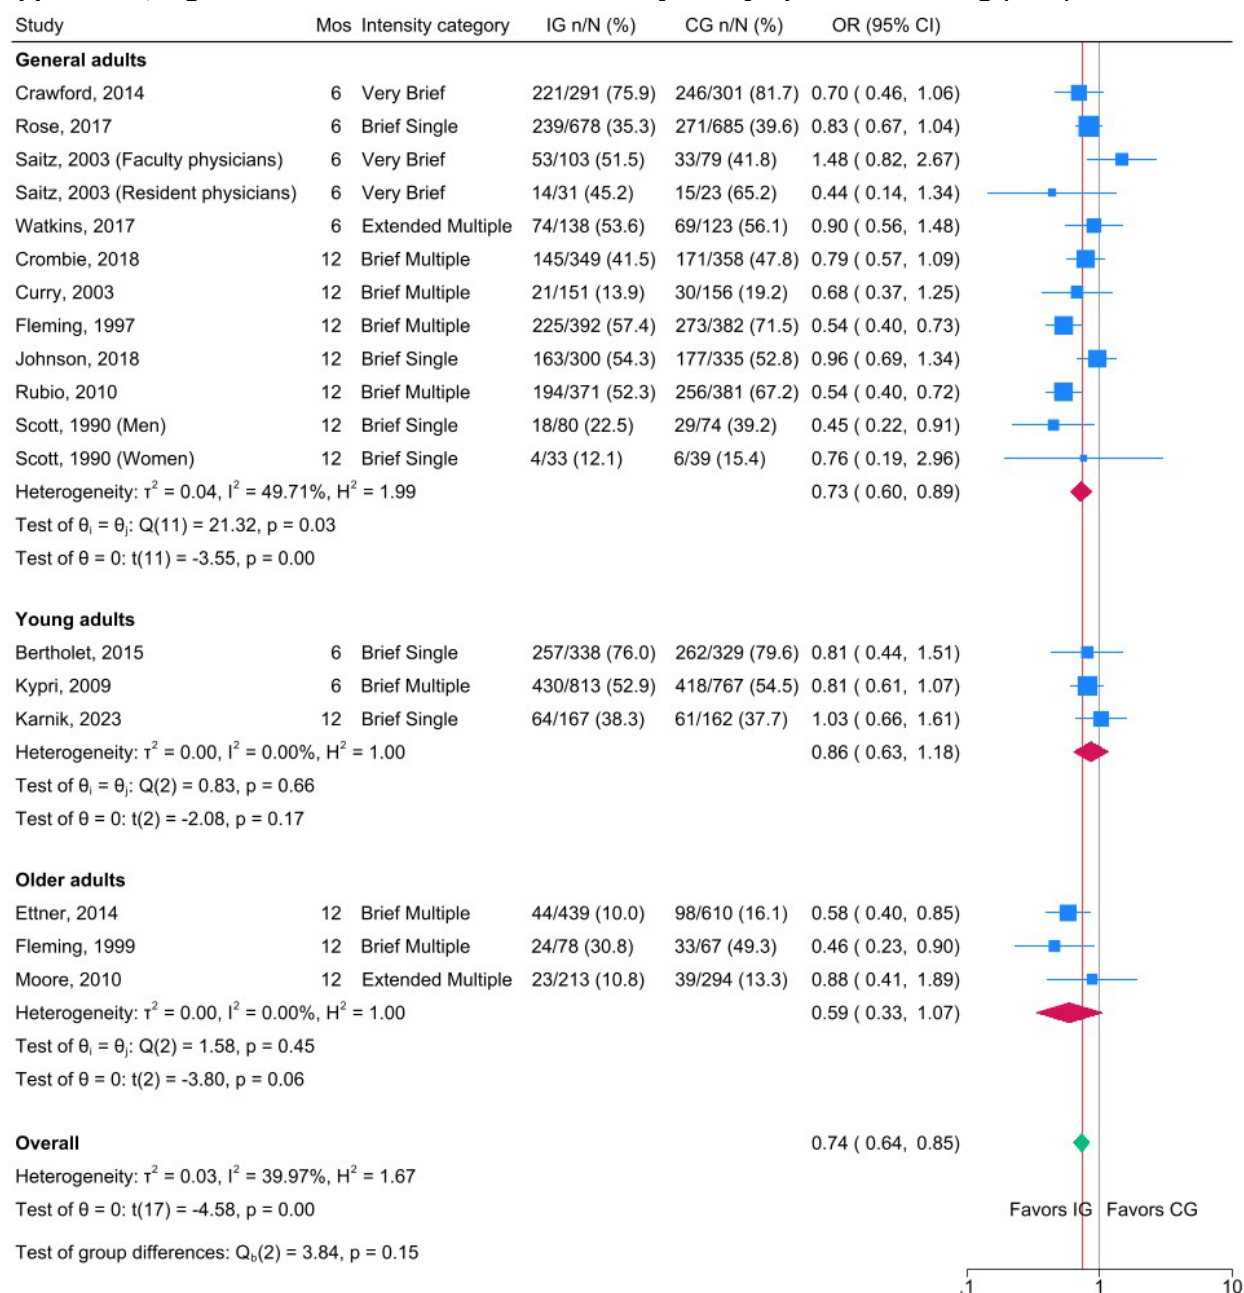 Study Mos Intensity category IG n/N (%) CG n/N (%) OR (95% CI)
General adults
Crawford, 2014 6 Very Brief 221/291 (75.9) 246/301 (81.7) 0.70 ( 0.46, 1.06)
Rose, 2017 6 Brief Single 239/678 (35.3) 271/685 (39.6) 0.83 ( 0.67, 1.04)
Saitz, 2003 (Faculty physicians) 6 Very Brief 53/103 (51.5) 33/79 (41.8) 1.48 ( 0.82, 2.67)
Saitz, 2003 (Resident physicians) 6 Very Brief 14/31 (45.2) 15/23 (65.2) 0.44 ( 0.14, 1.34)
Watkins, 2017 6 Extended Multiple 74/138 (53.6) 69/123 (56.1) 0.90 ( 0.56, 1.48)
Crombie, 2018 12 Brief Multiple 145/349 (41.5) 171/358 (47.8) 0.79 ( 0.57, 1.09)
Curry, 2003 12 Brief Multiple 21/151 (13.9) 30/156 (19.2) 0.68 ( 0.37, 1.25)
Fleming, 1997 12 Brief Multiple 225/392 (57.4) 273/382 (71.5) 0.54 ( 0.40, 0.73)
Johnson, 2018 12 Brief Single 163/300 (54.3) 177/335 (52.8) 0.96 ( 0.69, 1.34)
Rubio, 2010 12 Brief Multiple 194/371 (52.3) 256/381 (67.2) 0.54 ( 0.40, 0.72)
Scott, 1990 (Men) 12 Brief Single 18/80 (22.5) 29/74 (39.2) 0.45 ( 0.22, 0.91)
Scott, 1990 (Women) 12 Brief Single 4/33 (12.1) 6/39 (15.4) 0.76 ( 0.19, 2.96)
Heterogeneity: τ² = 0.04, I² = 49.71%, H² = 1.99 0.73 ( 0.60, 0.89)
Test of θᵢ = θⱼ: Q(11) = 21.32, p = 0.03
Test of θ = 0: t(11) = -3.55, p = 0.00
Young adults
Bertholet, 2015 6 Brief Single 257/338 (76.0) 262/329 (79.6) 0.81 ( 0.44, 1.51)
Kypri, 2009 6 Brief Multiple 430/813 (52.9) 418/767 (54.5) 0.81 ( 0.61, 1.07)
Karnik, 2023 12 Brief Single 64/167 (38.3) 61/162 (37.7) 1.03 ( 0.66, 1.61)
Heterogeneity: τ² = 0.00, I² = 0.00%, H² = 1.00 0.86 ( 0.63, 1.18)
Test of θᵢ = θⱼ: Q(2) = 0.83, p = 0.66
Test of θ = 0: t(2) = -2.08, p = 0.17
Older adults
Ettner, 2014 12 Brief Multiple 44/439 (10.0) 98/610 (16.1) 0.58 ( 0.40, 0.85)
Fleming, 1999 12 Brief Multiple 24/78 (30.8) 33/67 (49.3) 0.46 ( 0.23, 0.90)
Moore, 2010 12 Extended Multiple 23/213 (10.8) 39/294 (13.3) 0.88 ( 0.41, 1.89)
Heterogeneity: τ² = 0.00, I² = 0.00%, H² = 1.00 0.59 ( 0.33, 1.07)
Test of θᵢ = θⱼ: Q(2) = 1.58, p = 0.45
Test of θ = 0: t(2) = -3.80, p = 0.06
Overall 0.74 ( 0.64, 0.85)
Heterogeneity: τ² = 0.03, I² = 39.97%, H² = 1.67
Test of θ = 0: t(17) = -4.58, p = 0.00 Favors IG Favors CG
Test of group differences: Q_b(2) = 3.84, p = 0.15
.1 1 10